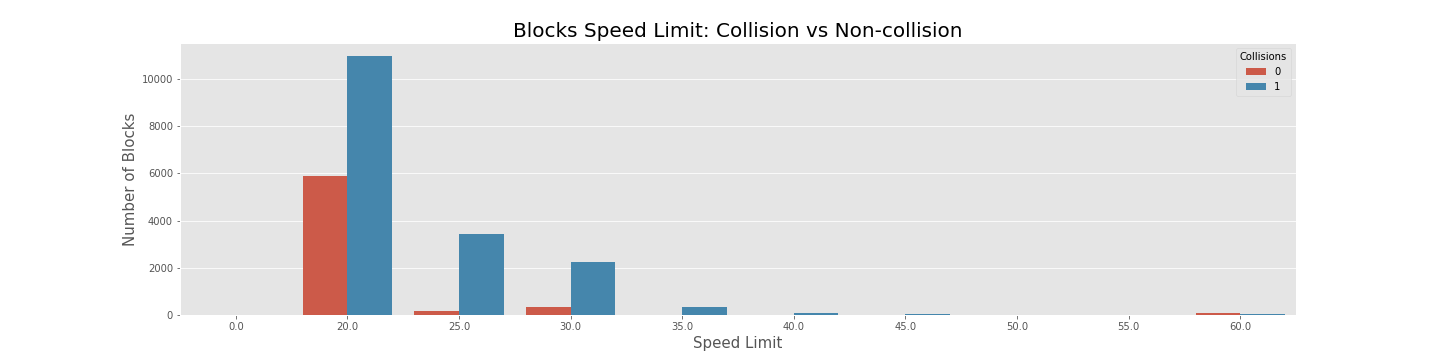 Blocks Speed Limit: Collision vs Non-collision
Collisions
0
1
Number of Blocks
10000
8000
6000
4000
2000
0
0.0 20.0 25.0 30.0 35.0 40.0 45.0 50.0 55.0 60.0
Speed Limit